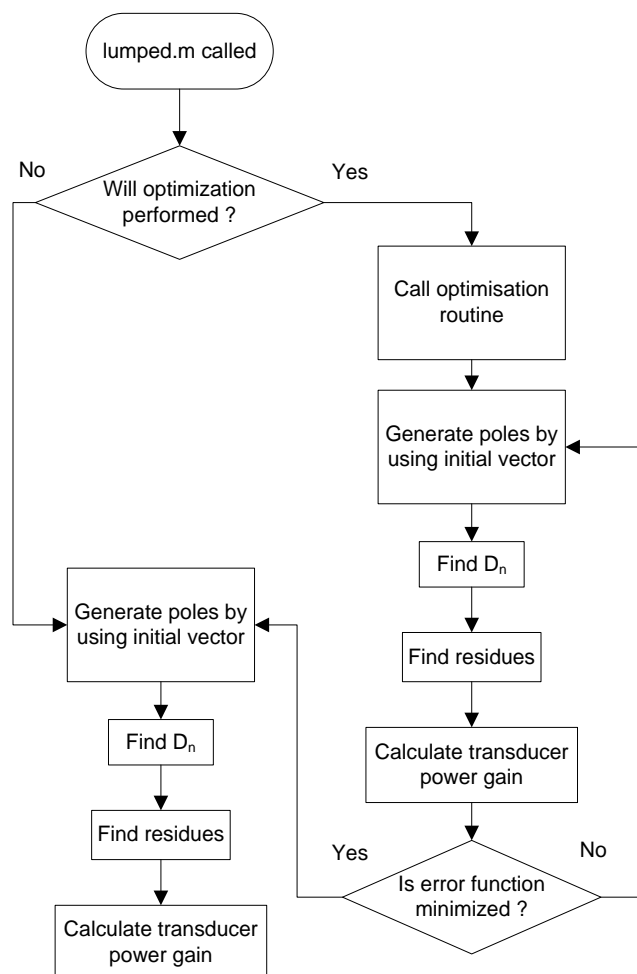 lumped.m called
No
Yes
Will optimization
performed ?
Call optimisation
routine
Generate poles by
using initial vector
Find Dₙ
Find residues
Calculate transducer
power gain
Yes
No
Is error function
minimized ?
Generate poles by
using initial vector
Find Dₙ
Find residues
Calculate transducer
power gain